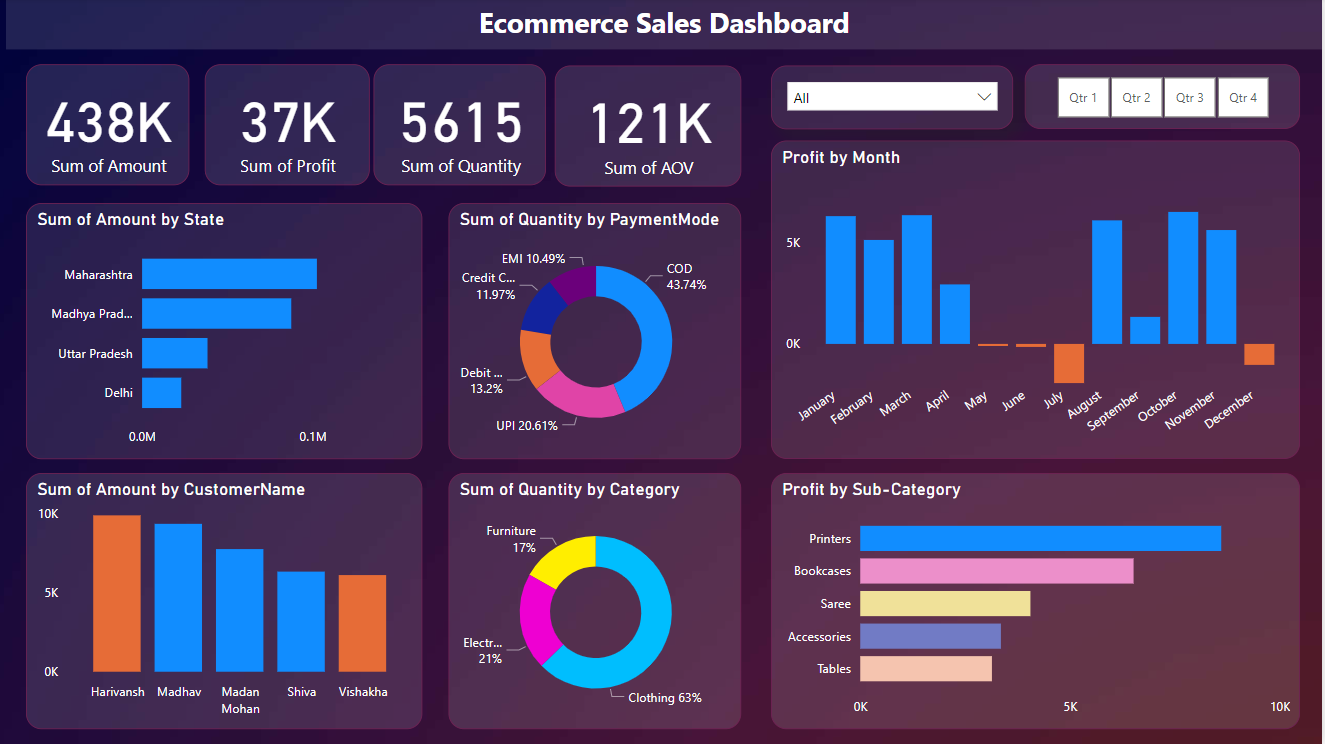 Ecommerce Sales Dashboard
438K
Sum of Amount
37K
Sum of Profit
5615
Sum of Quantity
121K
Sum of AOV
All
Qtr 1
Qtr 2
Qtr 3
Qtr 4
Sum of Amount by State
Maharashtra
Madhya Prad...
Uttar Pradesh
Delhi
0.0M
0.1M
Sum of Quantity by PaymentMode
EMI 10.49%
Credit C...
11.97%
COD
43.74%
Debit ...
13.2%
UPI 20.61%
Profit by Month
5K
0K
January
February
March
April
May
June
July
August
September
October
November
December
Sum of Amount by CustomerName
10K
5K
0K
Harivansh
Madhav
Madan
Mohan
Shiva
Vishakha
Sum of Quantity by Category
Furniture
17%
Electr...
21%
Clothing 63%
Profit by Sub-Category
Printers
Bookcases
Saree
Accessories
Tables
0K
5K
10K